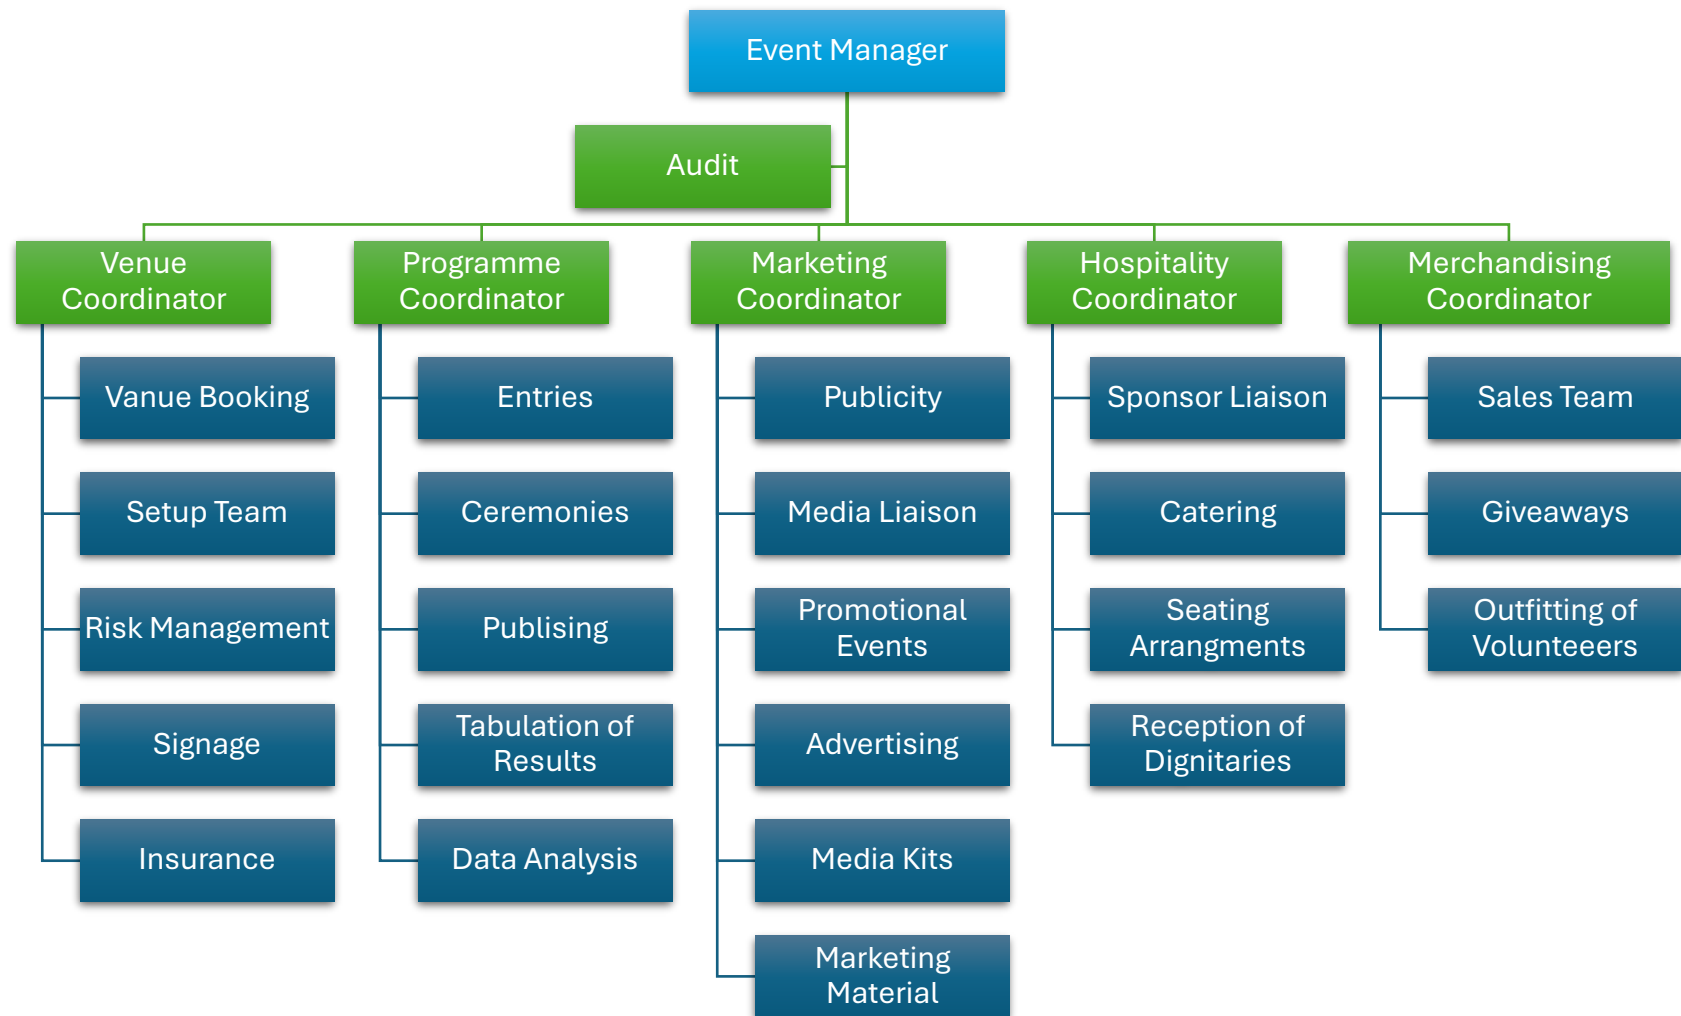 Event Manager
Audit
Venue
Coordinator
Programme
Coordinator
Marketing
Coordinator
Hospitality
Coordinator
Merchandising
Coordinator
Vanue Booking
Setup Team
Risk Management
Signage
Insurance
Entries
Ceremonies
Publising
Tabulation of
Results
Data Analysis
Publicity
Media Liaison
Promotional
Events
Advertising
Media Kits
Marketing
Material
Sponsor Liaison
Catering
Seating
Arrangments
Reception of
Dignitaries
Sales Team
Giveaways
Outfitting of
Volunteeers